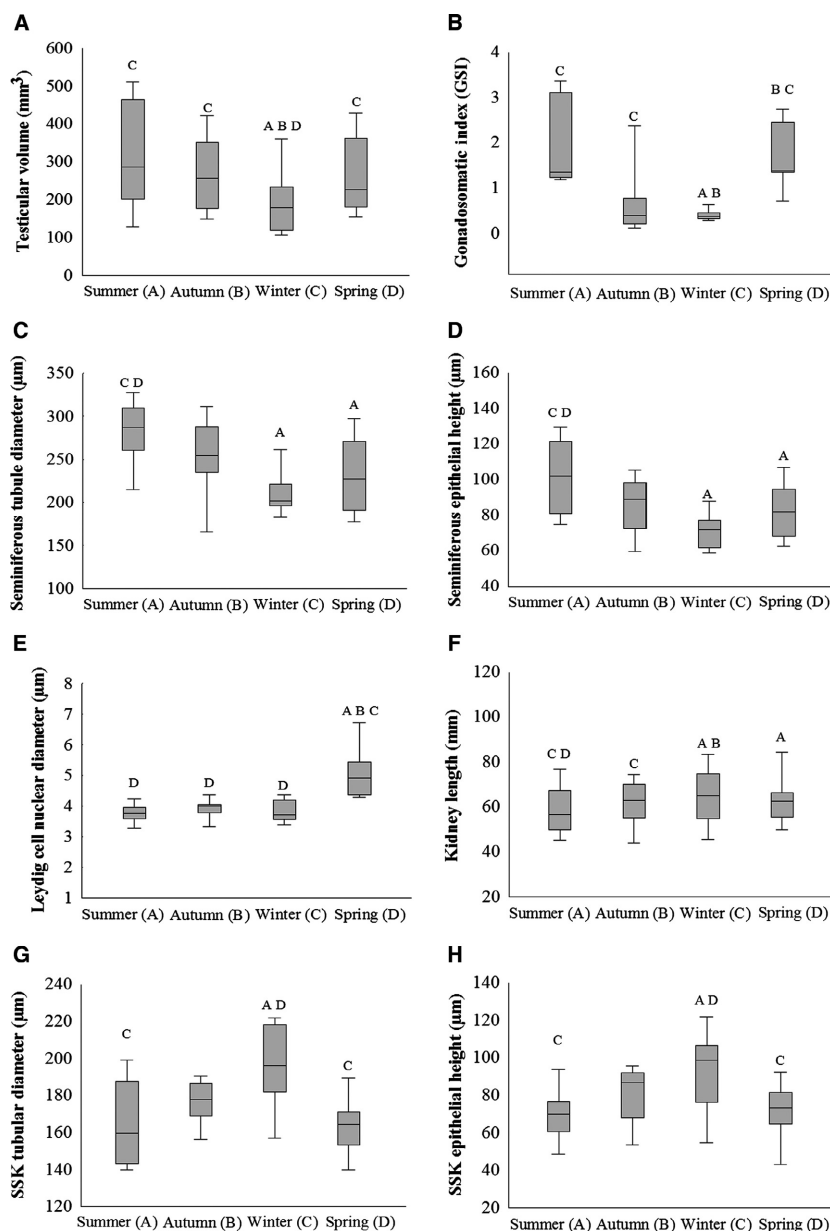 A
Testicular volume (mm³)
600
500
400
300
200
100
0
C
C
A B D
C
Summer (A) Autumn (B) Winter (C) Spring (D)
B
Gonadosomatic index (GSI)
4
3
2
1
0
C
C
A B
B C
Summer (A) Autumn (B) Winter (C) Spring (D)
C
Seminiferous tubule diameter (µm)
350
300
250
200
150
100
C D
A
A
Summer (A) Autumn (B) Winter (C) Spring (D)
D
Seminiferous epithelial height (µm)
160
140
120
100
80
60
40
C D
A
A
Summer (A) Autumn (B) Winter (C) Spring (D)
E
Leydig cell nuclear diameter (µm)
8
7
6
5
4
3
2
1
D
D
D
A B C
Summer (A) Autumn (B) Winter (C) Spring (D)
F
Kidney length (mm)
120
100
80
60
40
20
C D
C
A B
A
Summer (A) Autumn (B) Winter (C) Spring (D)
G
SSK tubular diameter (µm)
240
220
200
180
160
140
120
C
A D
C
Summer (A) Autumn (B) Winter (C) Spring (D)
H
SSK epithelial height (µm)
140
120
100
80
60
40
20
C
A D
C
Summer (A) Autumn (B) Winter (C) Spring (D)